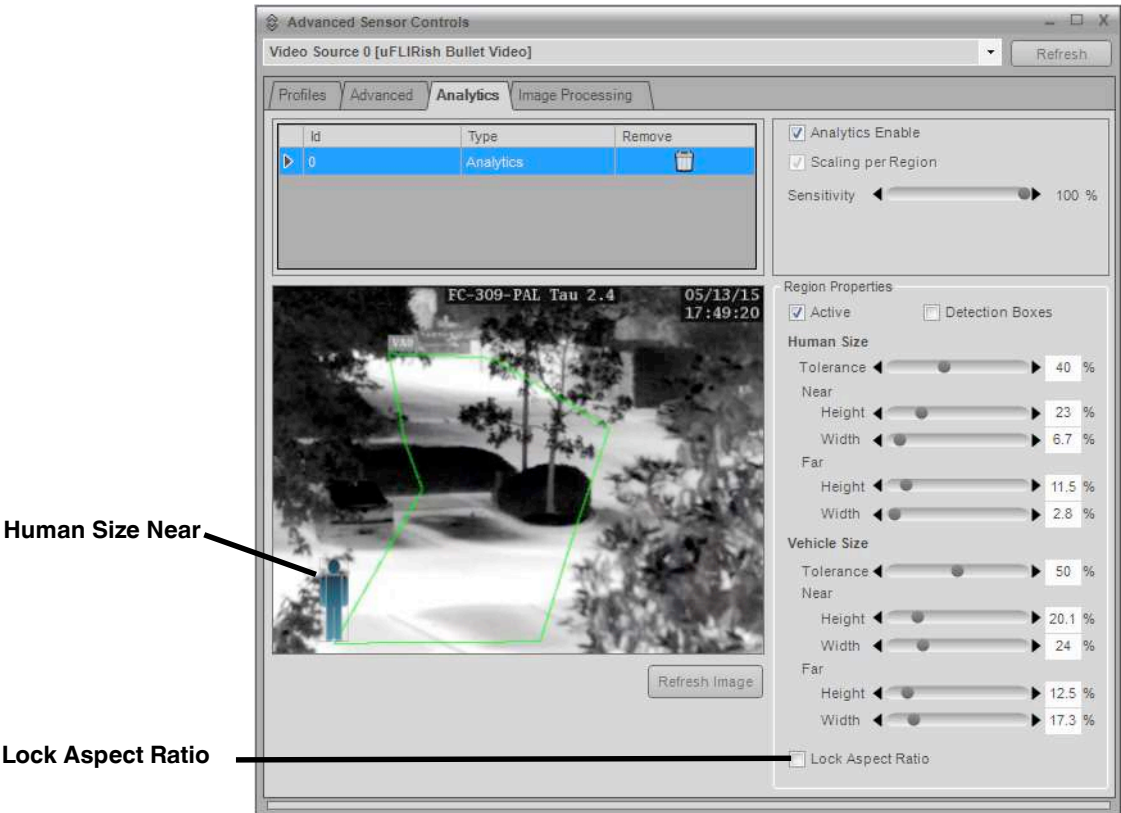 Advanced Sensor Controls
Video Source 0 [uFLIRish Bullet Video]
Refresh
Profiles Advanced Analytics Image Processing
Id Type Remove
0 Analytics
Analytics Enable
Scaling per Region
Sensitivity 100 %
FC-309-PAL Tau 2.4 05/13/15
17:49:20
VA0
Region Properties
Active Detection Boxes
Human Size
Tolerance 40 %
Near
Height 23 %
Width 6.7 %
Far
Height 11.5 %
Width 2.8 %
Vehicle Size
Tolerance 50 %
Near
Height 20.1 %
Width 24 %
Far
Height 12.5 %
Width 17.3 %
Lock Aspect Ratio
Refresh Image
Human Size Near
Lock Aspect Ratio